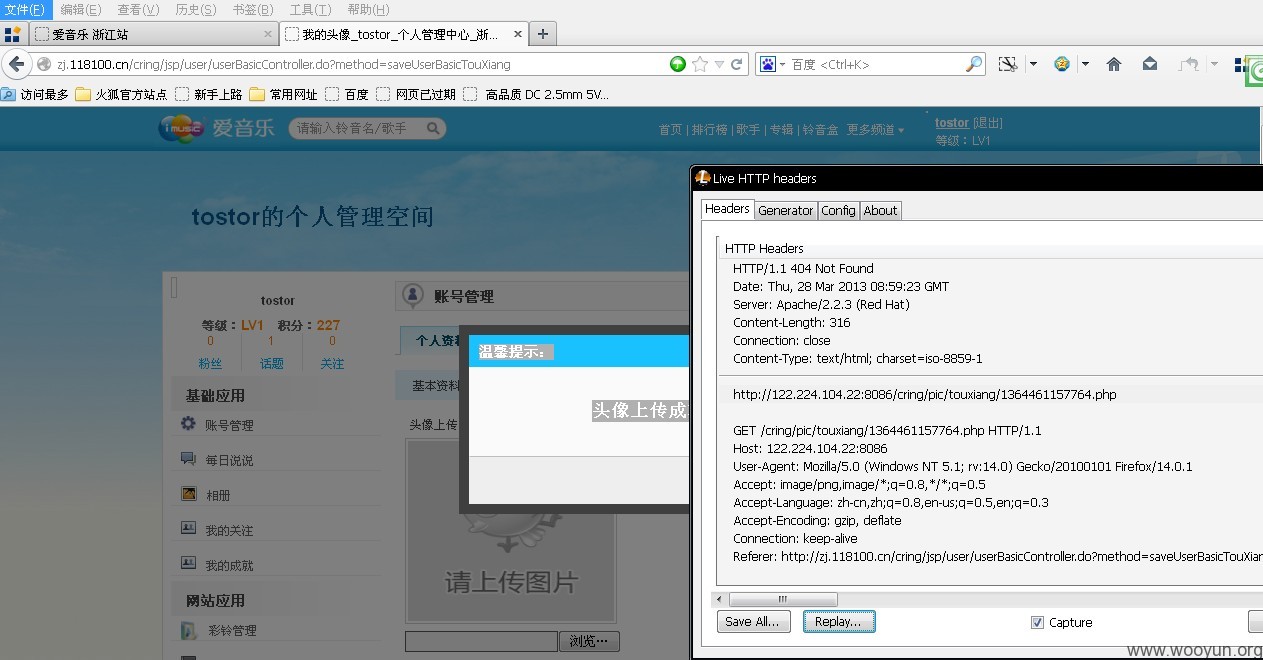 文件(F) 编辑(E) 查看(V) 历史(S) 书签(B) 工具(T) 帮助(H)
爱音乐 浙江站 × 我的头像_tostor_个人管理中心_浙... × +
zj.118100.cn/cring/jsp/user/userBasicController.do?method=saveUserBasicTouXiang 百度 <Ctrl+K>
访问最多 火狐官方站点 新手上路 常用网址 百度 网页已过期 高品质 DC 2.5mm 5V...
imusic 爱音乐 请输入铃音名/歌手 首页 | 排行榜 | 歌手 | 专辑 | 铃音盒 更多频道 tostor [退出]
等级：LV1
tostor的个人管理空间
tostor
等级：LV1 积分：227
0 1 0
粉丝 话题 关注
基础应用
账号管理
每日说说
相册
我的关注
我的成就
网站应用
彩铃管理
账号管理
个人资
基本资料
头像上传
温馨提示：
头像上传成
请上传图片
浏览…
Live HTTP headers
Headers Generator Config About
HTTP Headers
HTTP/1.1 404 Not Found
Date: Thu, 28 Mar 2013 08:59:23 GMT
Server: Apache/2.2.3 (Red Hat)
Content-Length: 316
Connection: close
Content-Type: text/html; charset=iso-8859-1
http://122.224.104.22:8086/cring/pic/touxiang/1364461157764.php
GET /cring/pic/touxiang/1364461157764.php HTTP/1.1
Host: 122.224.104.22:8086
User-Agent: Mozilla/5.0 (Windows NT 5.1; rv:14.0) Gecko/20100101 Firefox/14.0.1
Accept: image/png,image/*;q=0.8,*/*;q=0.5
Accept-Language: zh-cn,zh;q=0.8,en-us;q=0.5,en;q=0.3
Accept-Encoding: gzip, deflate
Connection: keep-alive
Referer: http://zj.118100.cn/cring/jsp/user/userBasicController.do?method=saveUserBasicTouXian
Save All... Replay... Capture
www.wooyun.org